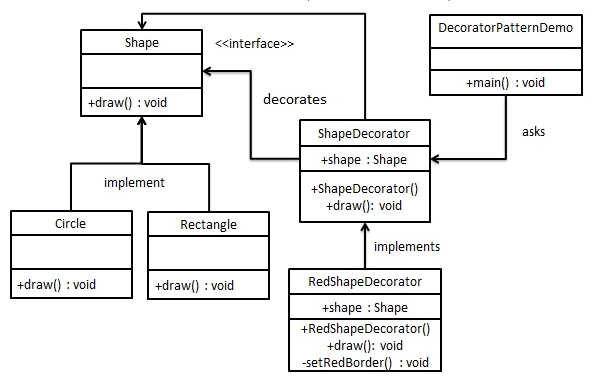 Shape
+draw() : void
<<interface>>
DecoratorPatternDemo
+main() : void
decorates
asks
ShapeDecorator
+shape : Shape
+ShapeDecorator()
+draw(): void
implement
Circle
+draw() : void
Rectangle
+draw() : void
implements
RedShapeDecorator
+shape : Shape
+RedShapeDecorator()
+draw(): void
-setRedBorder() : void